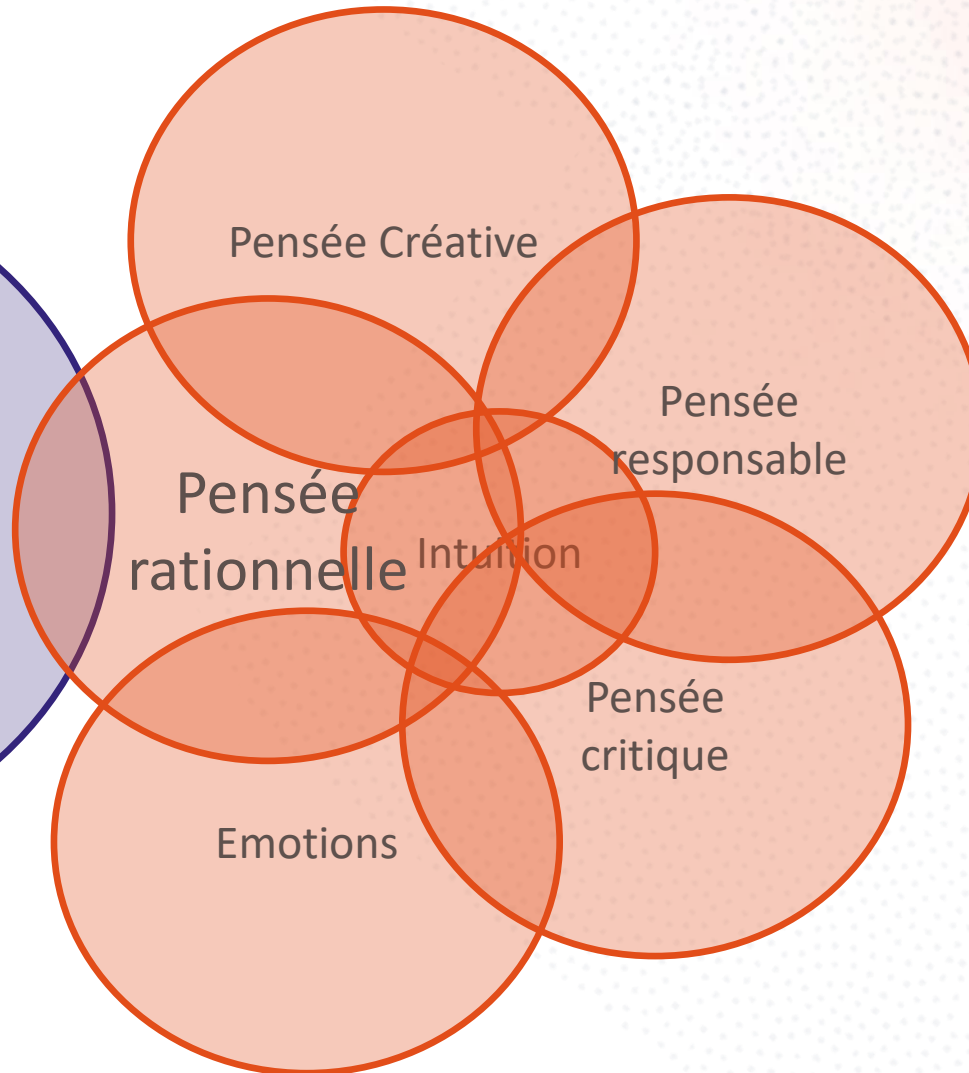 Pensée Créative
Pensée
responsable
Pensée
rationnelle
Intuition
Pensée
critique
Emotions